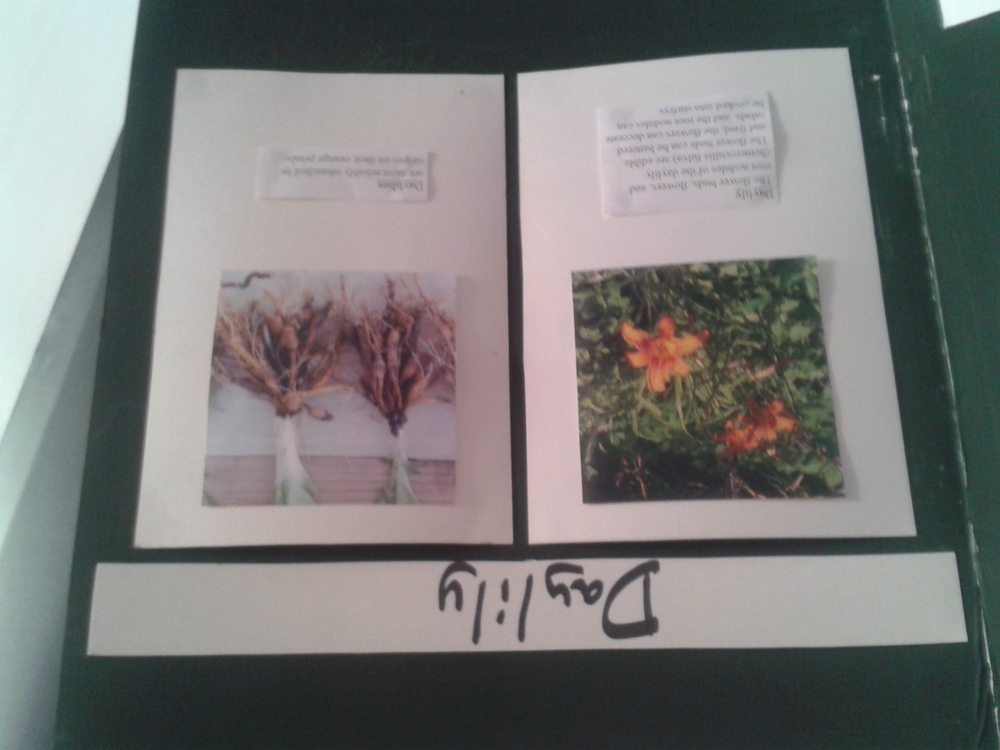 Daylily
Daylily
The flower buds, flowers, and
root nodules of the daylily
(hemerocullis fulva) are edible.
The flower buds can be battered
and fried, the flowers can decorate
salads, and the root nodules can
be cooked into stirfrys.
Daylilies
are most reliably identified by
stripes on their orange petals.